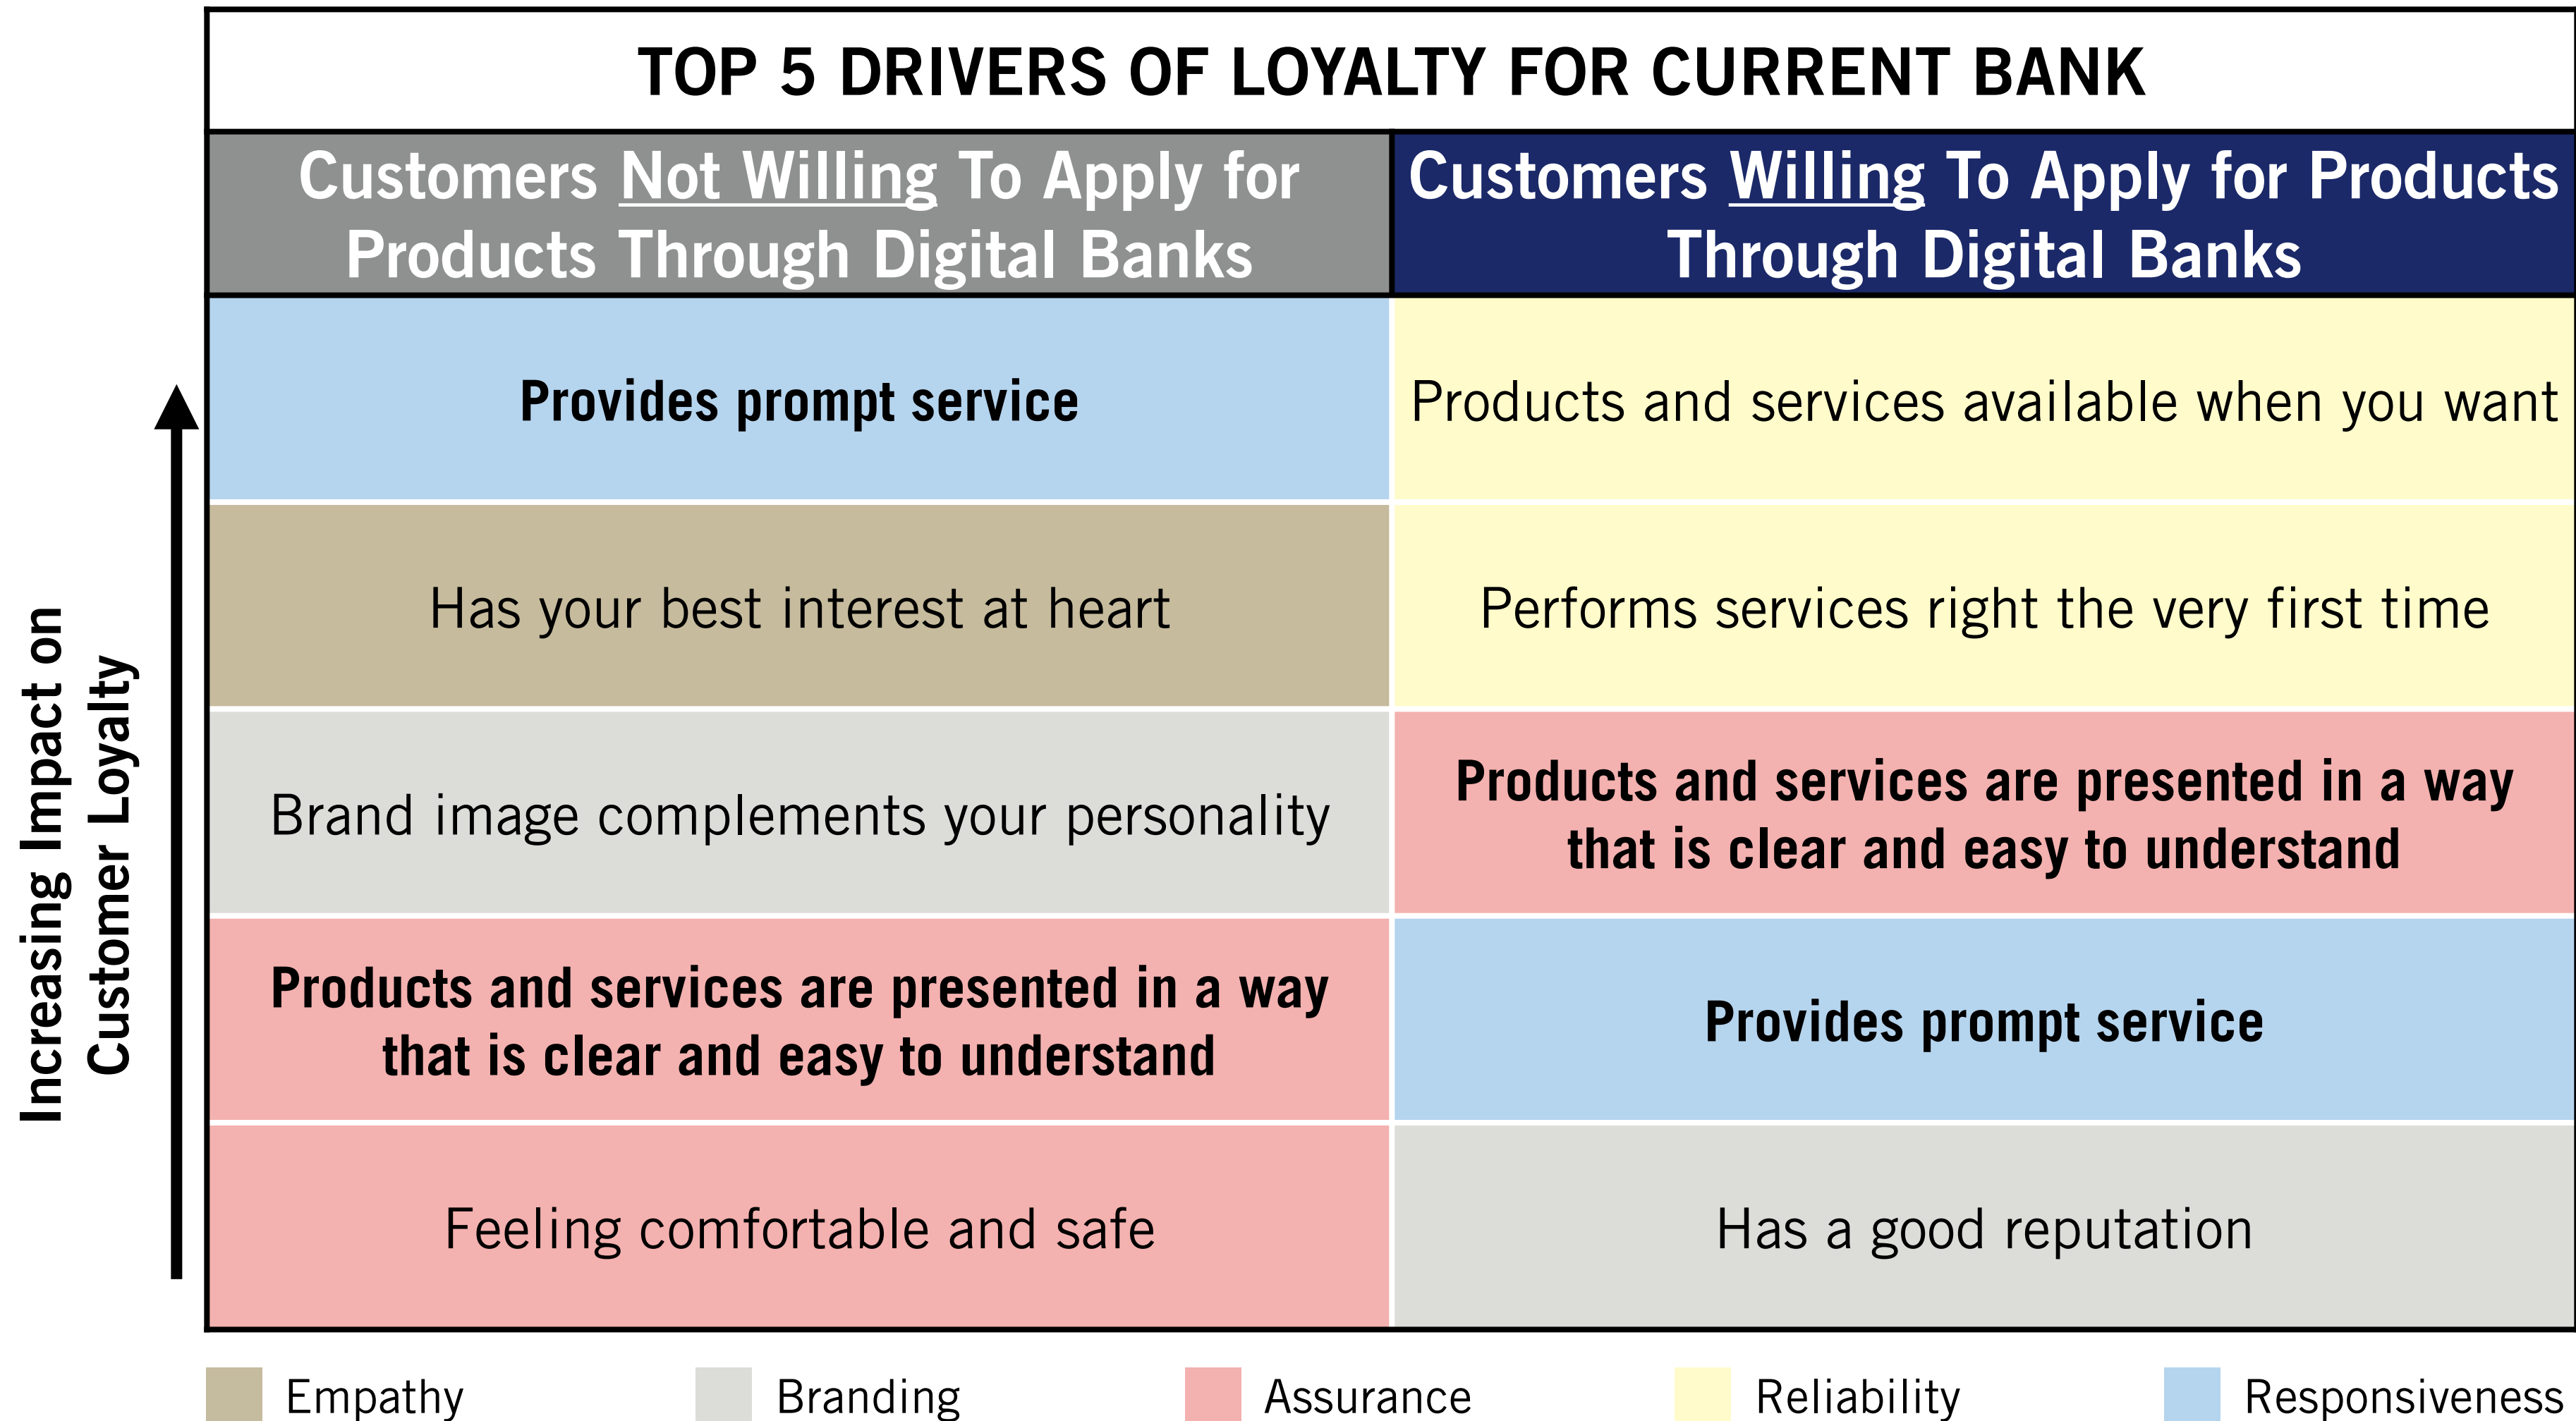 TOP 5 DRIVERS OF LOYALTY FOR CURRENT BANK
Customers Not Willing To Apply for
Products Through Digital Banks
Customers Willing To Apply for Products
Through Digital Banks
Increasing Impact on
Customer Loyalty
Provides prompt service
Products and services available when you want
Has your best interest at heart
Performs services right the very first time
Brand image complements your personality
Products and services are presented in a way
that is clear and easy to understand
Products and services are presented in a way
that is clear and easy to understand
Provides prompt service
Feeling comfortable and safe
Has a good reputation
Empathy
Branding
Assurance
Reliability
Responsiveness